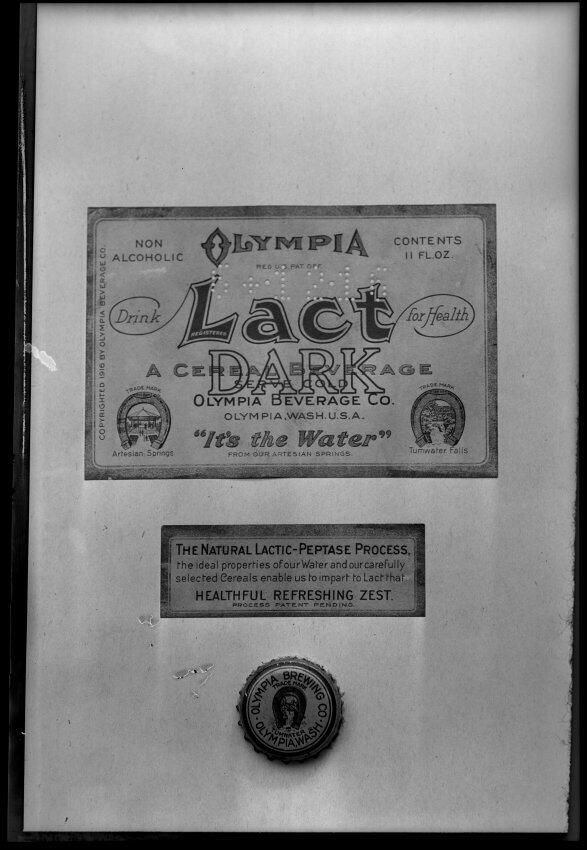 COPYRIGHTED 1916 BY OLYMPIA BEVERAGE CO.
NON
ALCOHOLIC
OLYMPIA
REG. U.S. PAT. OFF.
CONTENTS
11 FL.OZ.
Drink
Lact
REGISTERED
for Health
DARK
A CEREAL BEVERAGE
SERVE COLD
OLYMPIA BEVERAGE CO.
OLYMPIA, WASH. U.S.A.
"It's the Water"
FROM OUR ARTESIAN SPRINGS.
TRADE MARK
Artesian Springs
TRADE MARK
Tumwater Falls
THE NATURAL LACTIC-PEPTASE PROCESS,
the ideal properties of our Water and our carefully
selected Cereals enable us to impart to Lact that
HEALTHFUL REFRESHING ZEST.
PROCESS PATENT PENDING.
OLYMPIA BREWING CO.
TRADE MARK
TUMWATER
OLYMPIA, WASH.